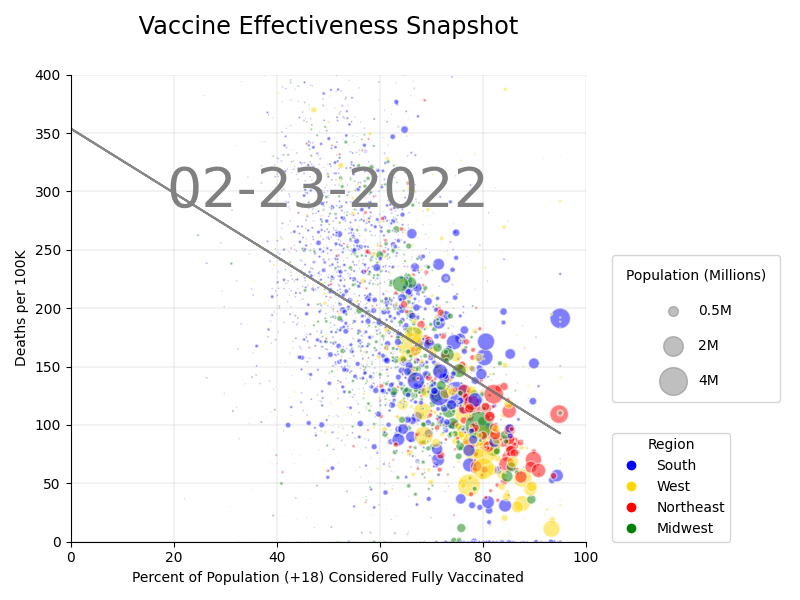 Vaccine Effectiveness Snapshot
400
350
300
250
200
150
100
50
0
Deaths per 100K
02-23-2022
0 20 40 60 80 100
Percent of Population (+18) Considered Fully Vaccinated
Population (Millions)
0.5M
2M
4M
Region
South
West
Northeast
Midwest